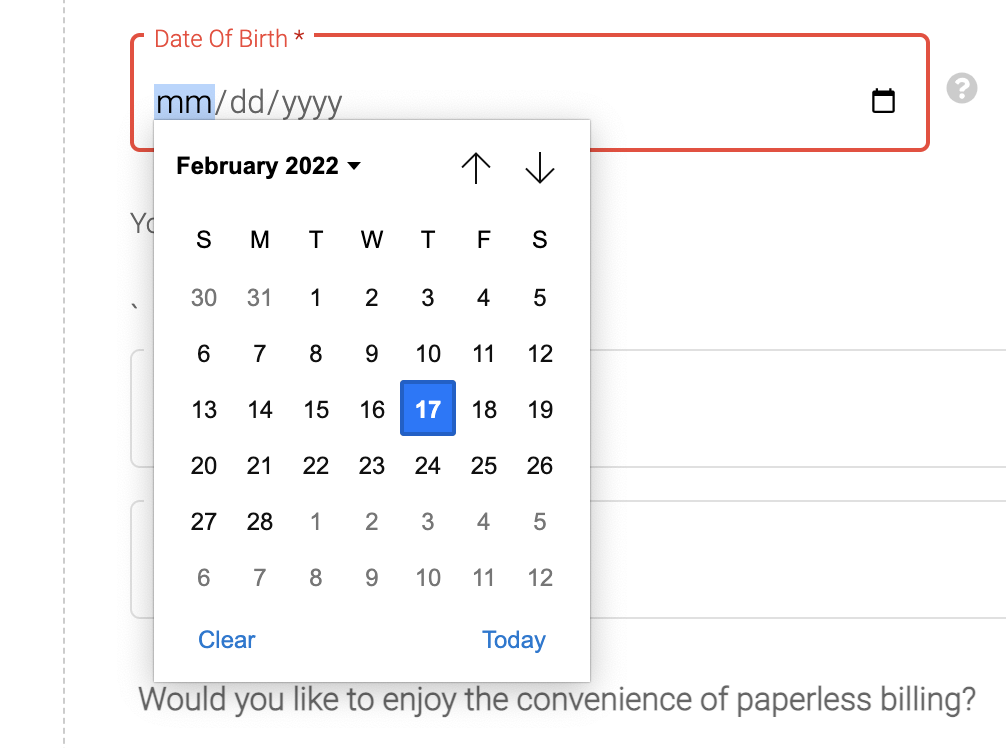 Date Of Birth *
mm/dd/yyyy
?
February 2022
S M T W T F S
30 31 1 2 3 4 5
6 7 8 9 10 11 12
13 14 15 16 17 18 19
20 21 22 23 24 25 26
27 28 1 2 3 4 5
6 7 8 9 10 11 12
Clear Today
Would you like to enjoy the convenience of paperless billing?